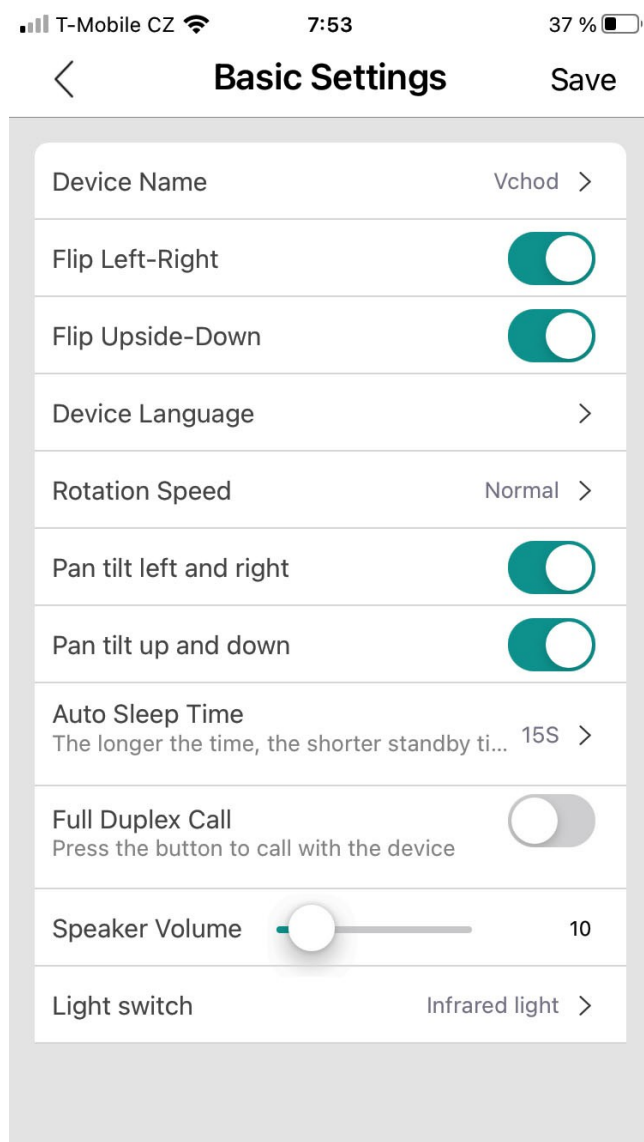 T-Mobile CZ 7:53 37 %
Basic Settings Save
Device Name Vchod
Flip Left-Right
Flip Upside-Down
Device Language
Rotation Speed Normal
Pan tilt left and right
Pan tilt up and down
Auto Sleep Time
The longer the time, the shorter standby ti... 15S
Full Duplex Call
Press the button to call with the device
Speaker Volume 10
Light switch Infrared light